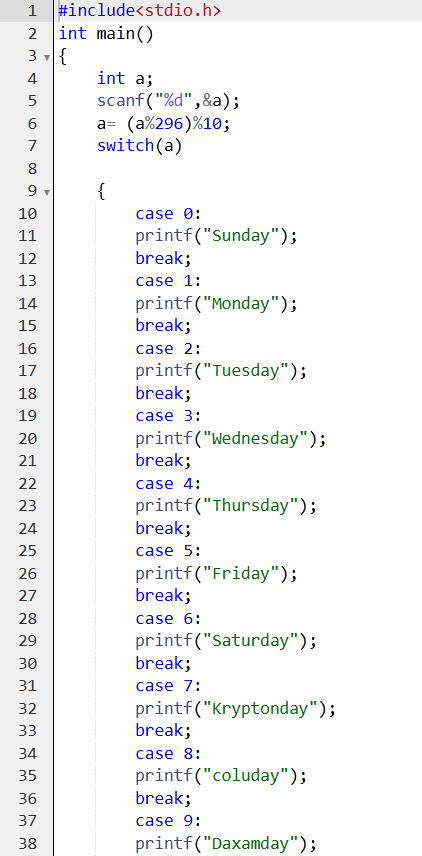 1 #include<stdio.h>
2 int main()
3 {
4 int a;
5 scanf("%d",&a);
6 a= (a%296)%10;
7 switch(a)
8
9 {
10 case 0:
11 printf("Sunday");
12 break;
13 case 1:
14 printf("Monday");
15 break;
16 case 2:
17 printf("Tuesday");
18 break;
19 case 3:
20 printf("Wednesday");
21 break;
22 case 4:
23 printf("Thursday");
24 break;
25 case 5:
26 printf("Friday");
27 break;
28 case 6:
29 printf("Saturday");
30 break;
31 case 7:
32 printf("Kryptonday");
33 break;
34 case 8:
35 printf("coluday");
36 break;
37 case 9:
38 printf("Daxamday");